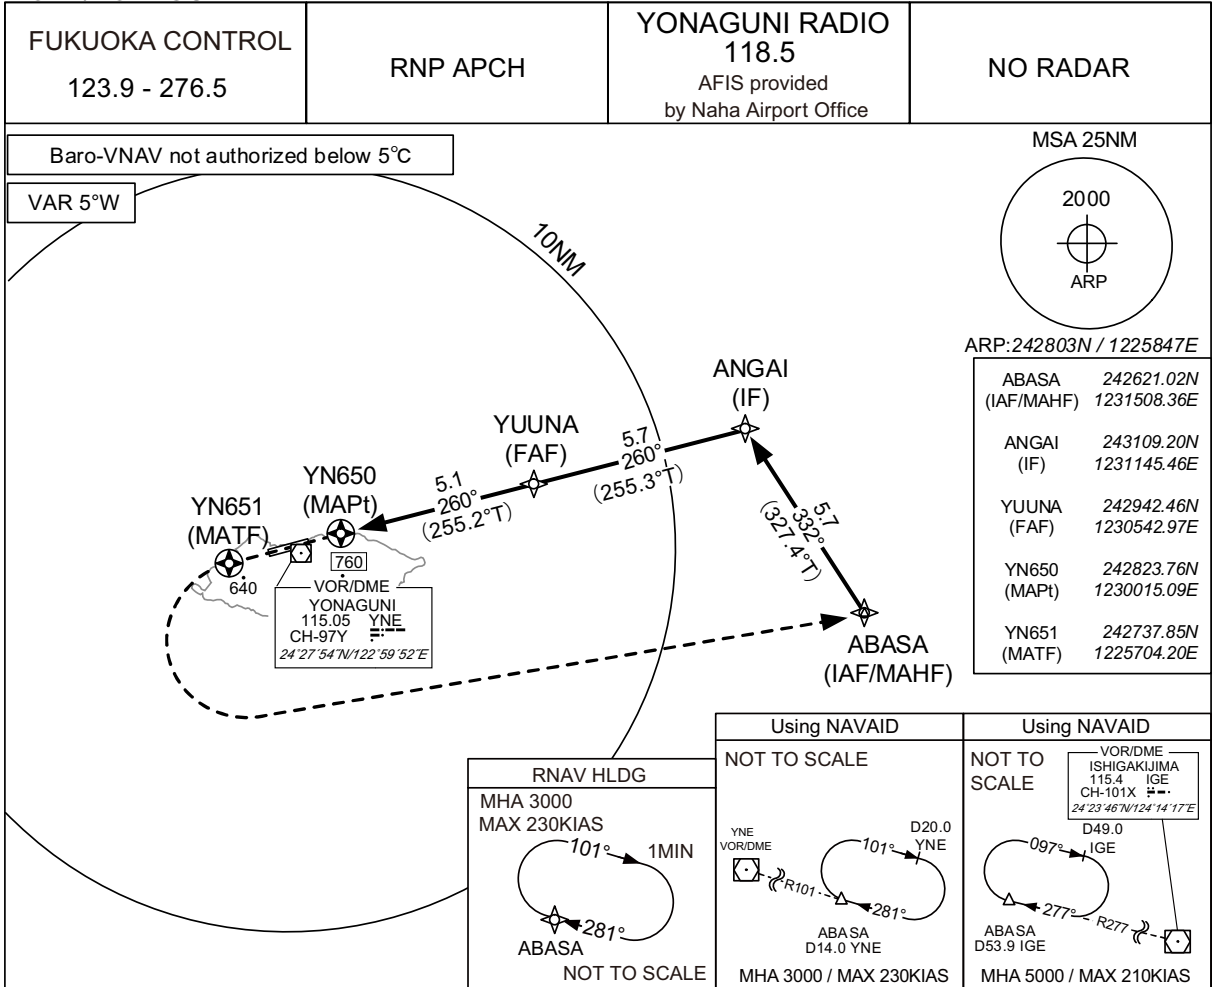 FUKUOKA CONTROL
123.9 - 276.5
RNP APCH
YONAGUNI RADIO
118.5
AFIS provided
by Naha Airport Office
NO RADAR
Baro-VNAV not authorized below 5°C
VAR 5°W
MSA 25NM
2000
ARP
ARP:242803N / 1225847E
ABASA 242621.02N
(IAF/MAHF) 1231508.36E
ANGAI 243109.20N
(IF) 1231145.46E
YUUNA 242942.46N
(FAF) 1230542.97E
YN650 242823.76N
(MAPt) 1230015.09E
YN651 242737.85N
(MATF) 1225704.20E
10NM
ANGAI
(IF)
5.7
260°
(255.3°T)
YUUNA
(FAF)
5.1
260°
(255.2°T)
YN650
(MAPt)
YN651
(MATF)
5.7
332°
(327.4°T)
760
640
VOR/DME
YONAGUNI
115.05 YNE
CH-97Y
24°27'54"N/122°59'52"E
ABASA
(IAF/MAHF)
RNAV HLDG
MHA 3000
MAX 230KIAS
101° 1MIN
281°
ABASA
NOT TO SCALE
Using NAVAID
NOT TO SCALE
YNE
VOR/DME
D20.0
YNE
101°
R101
281°
ABASA
D14.0 YNE
MHA 3000 / MAX 230KIAS
Using NAVAID
NOT TO
SCALE
VOR/DME
ISHIGAKIJIMA
115.4 IGE
CH-101X
24°23'46"N/124°14'17"E
D49.0
IGE
097°
277°
R277
ABASA
D53.9 IGE
MHA 5000 / MAX 210KIAS